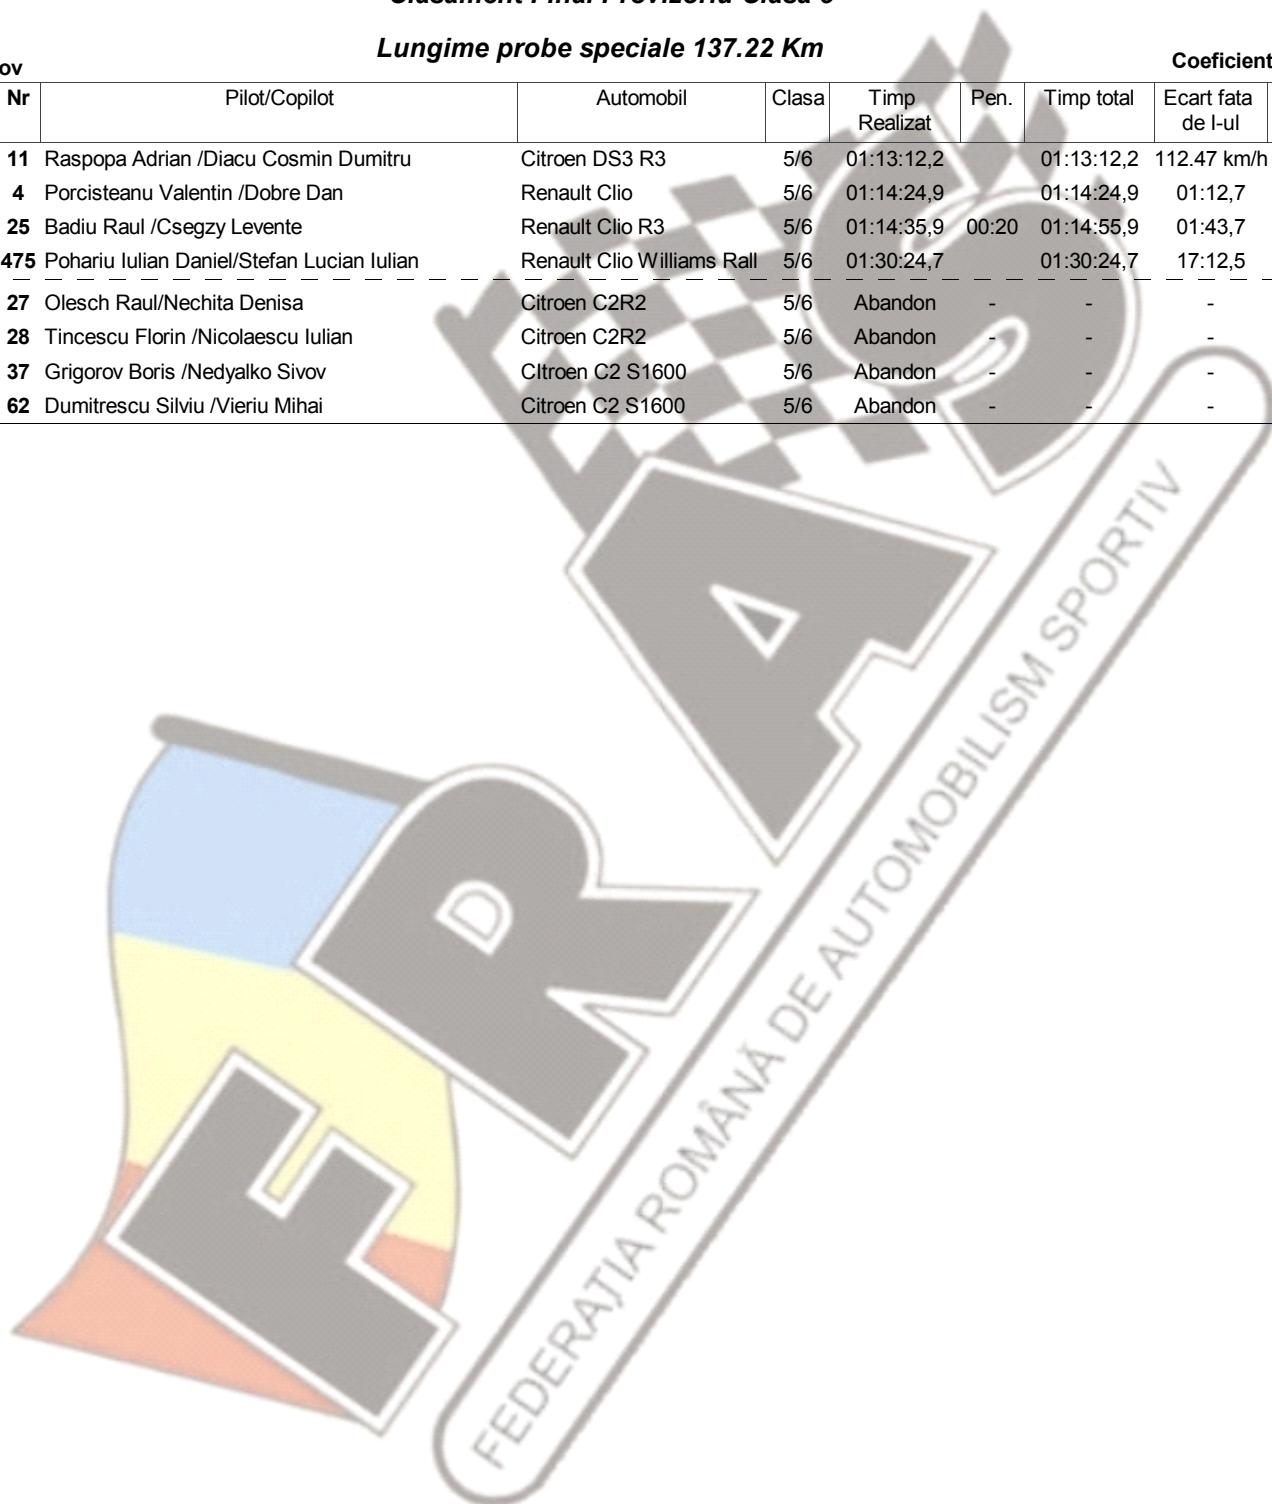 Clasament Final Provizoriu Clasa 6
Lungime probe speciale 137.22 Km
ov
Coeficient
Nr Pilot/Copilot Automobil Clasa Timp Realizat Pen. Timp total Ecart fata de I-ul
11 Raspopa Adrian /Diacu Cosmin Dumitru Citroen DS3 R3 5/6 01:13:12,2 01:13:12,2 112.47 km/h
4 Porcisteanu Valentin /Dobre Dan Renault Clio 5/6 01:14:24,9 01:14:24,9 01:12,7
25 Badiu Raul /Csegzy Levente Renault Clio R3 5/6 01:14:35,9 00:20 01:14:55,9 01:43,7
475 Pohariu Iulian Daniel/Stefan Lucian Iulian Renault Clio Williams Rall 5/6 01:30:24,7 01:30:24,7 17:12,5
27 Olesch Raul/Nechita Denisa Citroen C2R2 5/6 Abandon - - -
28 Tincescu Florin /Nicolaescu Iulian Citroen C2R2 5/6 Abandon - - -
37 Grigorov Boris /Nedyalko Sivov CItroen C2 S1600 5/6 Abandon - - -
62 Dumitrescu Silviu /Vieriu Mihai Citroen C2 S1600 5/6 Abandon - - -
FRAS
FEDERAŢIA ROMÂNĂ DE AUTOMOBILISM SPORTIV